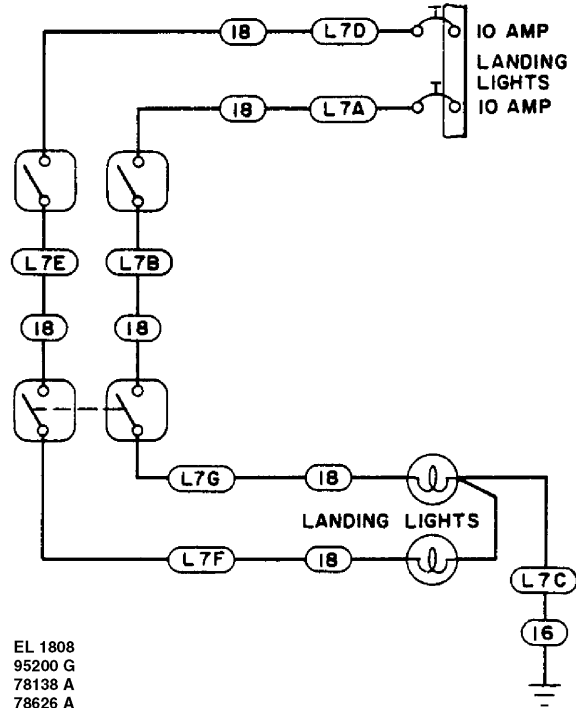 18 L7D 10 AMP
LANDING
LIGHTS
18 L7A 10 AMP
L7E L7B
18 18
L7G 18
LANDING LIGHTS
L7F 18
L7C
16
EL 1808
95200 G
78138 A
78626 A